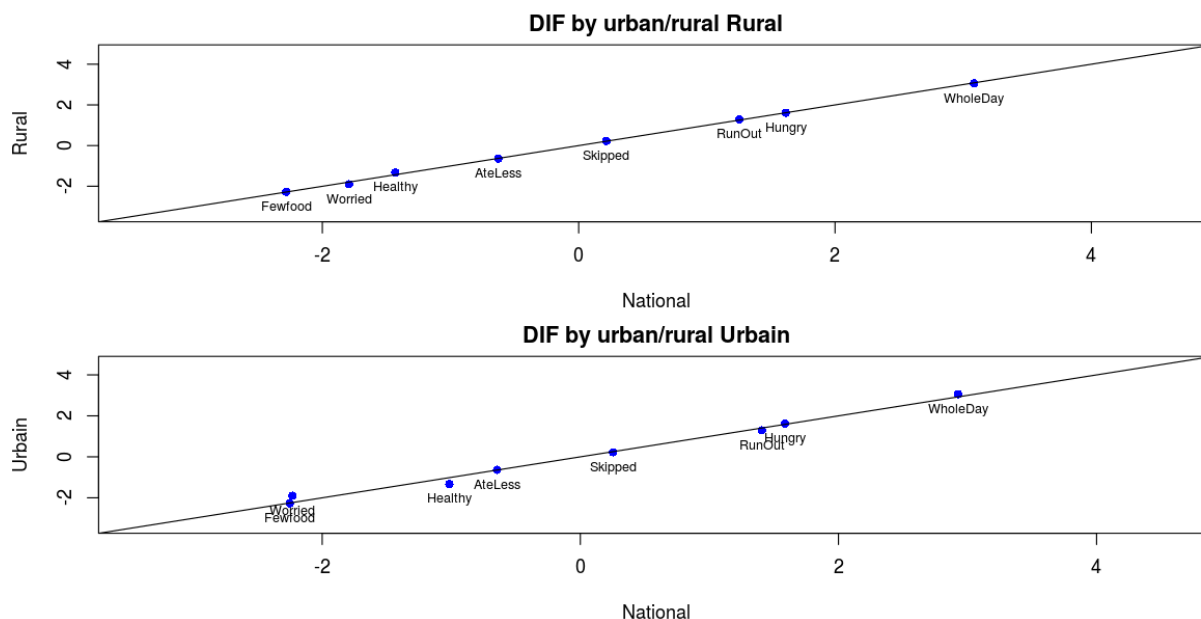 DIF by urban/rural Rural
4
2
0
-2
Rural
WholeDay
RunOut
Hungry
Skipped
AteLess
Healthy
Worried
Fewfood
-2
0
2
4
National
DIF by urban/rural Urbain
4
2
0
-2
Urbain
WholeDay
Hungry
RunOut
Skipped
AteLess
Healthy
Worried
Fewfood
-2
0
2
4
National